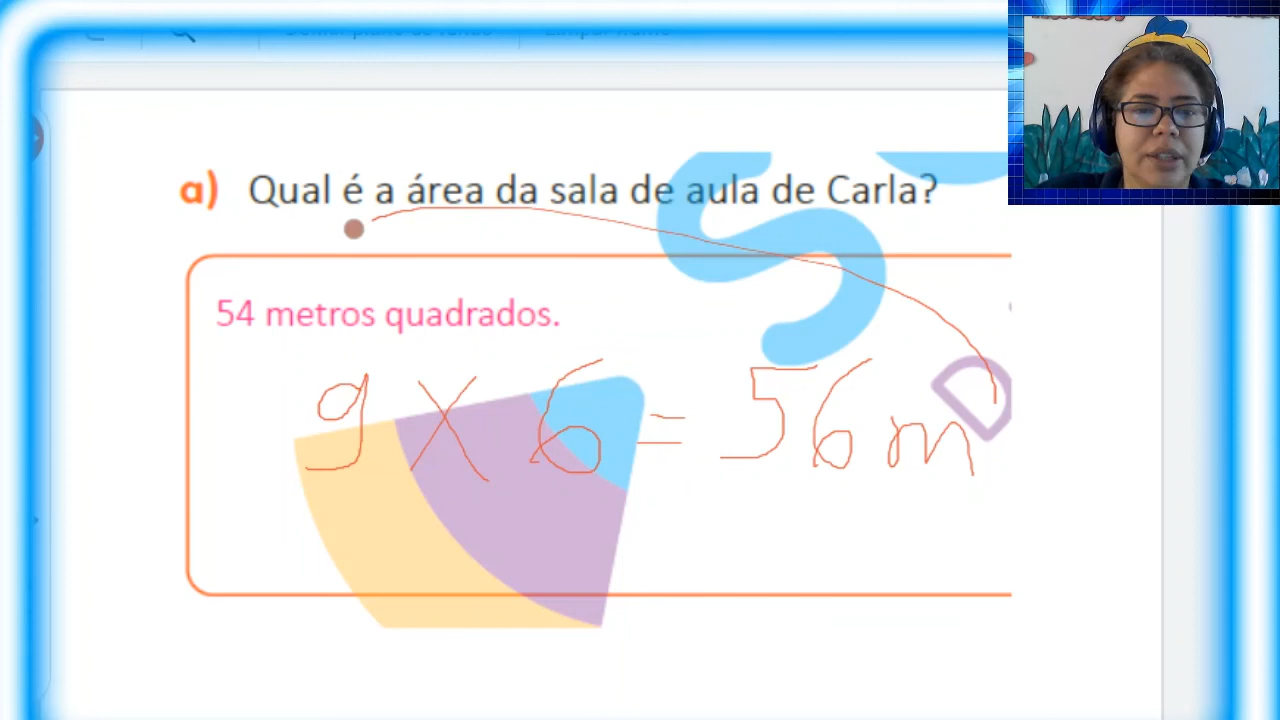 a) Qual é a área da sala de aula de Carla?
54 metros quadrados.
9 X 6 = 56 m